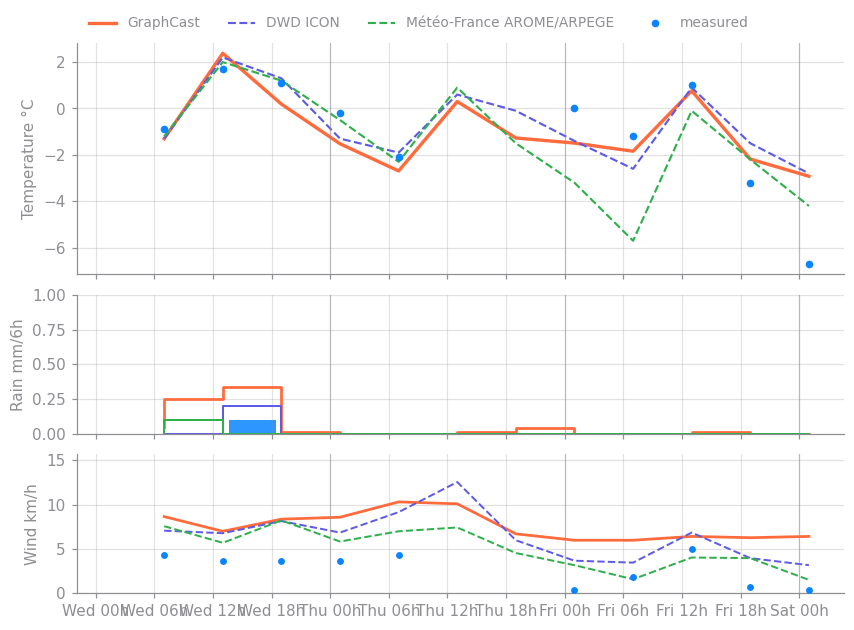 GraphCast DWD ICON Météo-France AROME/ARPEGE measured
Temperature °C
2
0
−2
−4
−6
Rain mm/6h
1.00
0.75
0.50
0.25
0.00
Wind km/h
15
10
5
0
Wed 00h Wed 06h Wed 12h Wed 18h Thu 00h Thu 06h Thu 12h Thu 18h Fri 00h Fri 06h Fri 12h Fri 18h Sat 00h